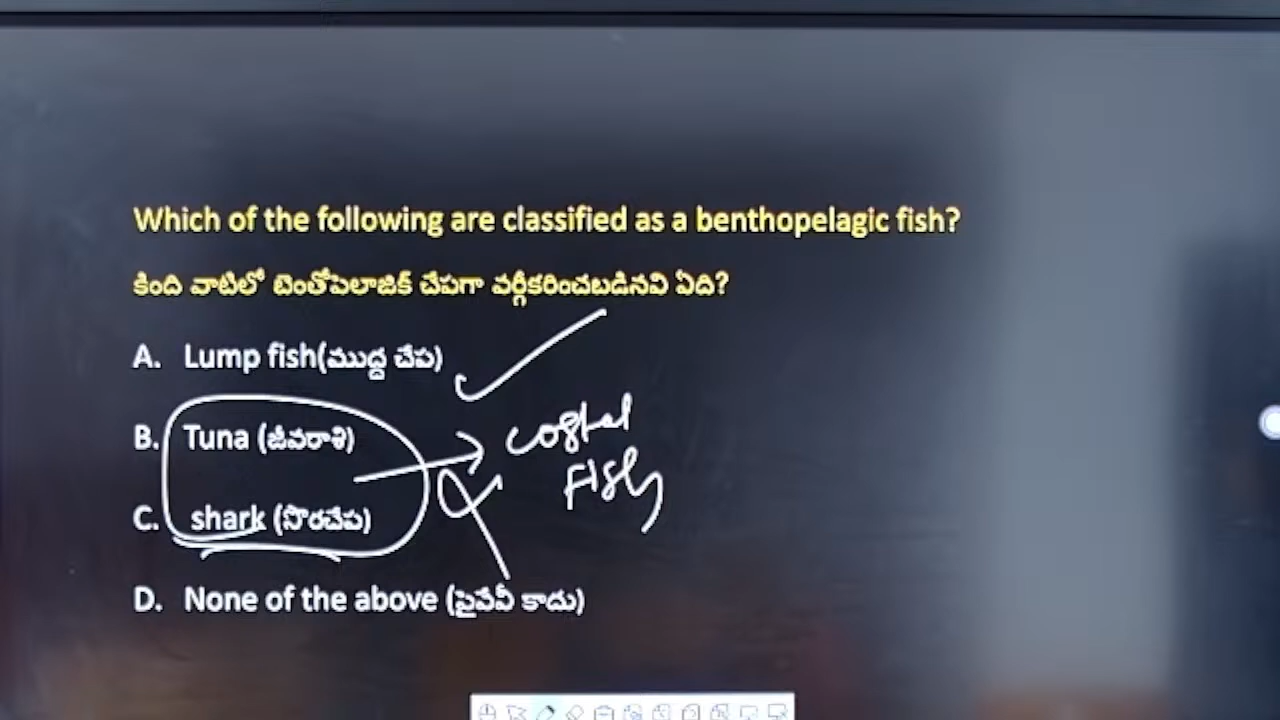 Which of the following are classified as a benthopelagic fish?
కింది వాటిలో బెంతోపెలాజిక్ చేపగా వర్గీకరించబడినవి ఏది?
A. Lump fish(ముద్ద చేప)
B. Tuna (జీవరాశి)
costal
C. shark (సొరచేప)
FISh
D. None of the above (పైవేవీ కాదు)